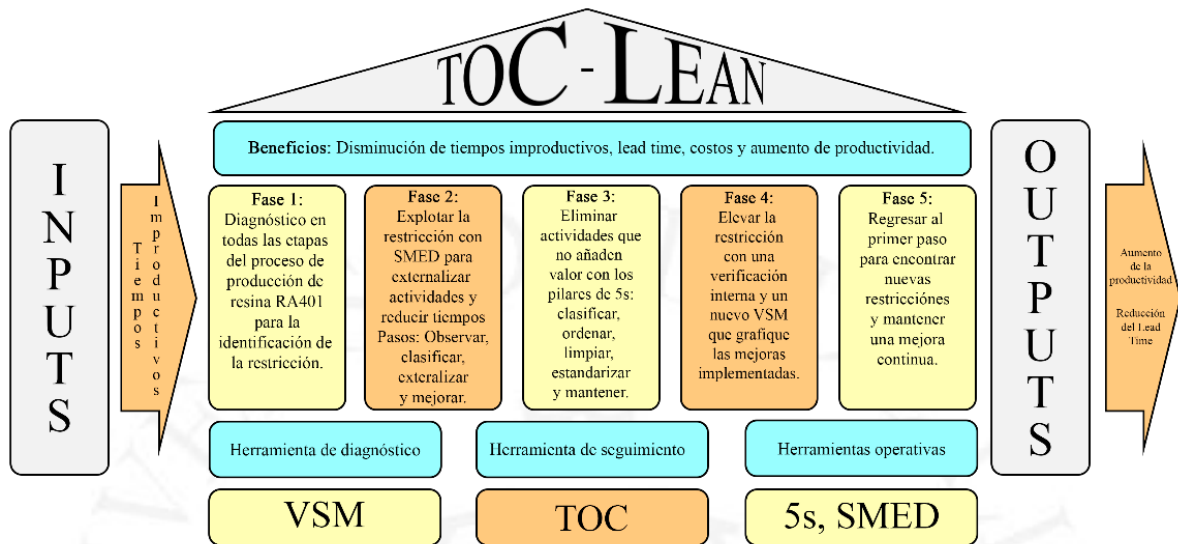 TOC - LEAN
INPUTS
Tiempos
Improductivos
Beneficios: Disminución de tiempos improductivos, lead time, costos y aumento de productividad.
Fase 1:
Diagnóstico en
todas las etapas
del proceso de
producción de
resina RA401
para la
identificación de
la restricción.
Fase 2:
Explotar la
restricción con
SMED para
externalizar
actividades y
reducir tiempos
Pasos: Observar,
clasificar,
exteralizar
y mejorar.
Fase 3:
Eliminar
actividades que
no añaden
valor con los
pilares de 5s:
clasificar,
ordenar,
limpiar,
estandarizar
y mantener.
Fase 4:
Elevar la
restricción
con una
verificación
interna y un
nuevo VSM
que grafique
las mejoras
implementadas.
Fase 5:
Regresar al
primer paso
para encontrar
nuevas
restricciónes
y mantener
una mejora
continua.
Herramienta de diagnóstico
Herramienta de seguimiento
Herramientas operativas
VSM
TOC
5s, SMED
OUTPUTS
Aumento
de la
productividad
Reducción
del Lead
Time